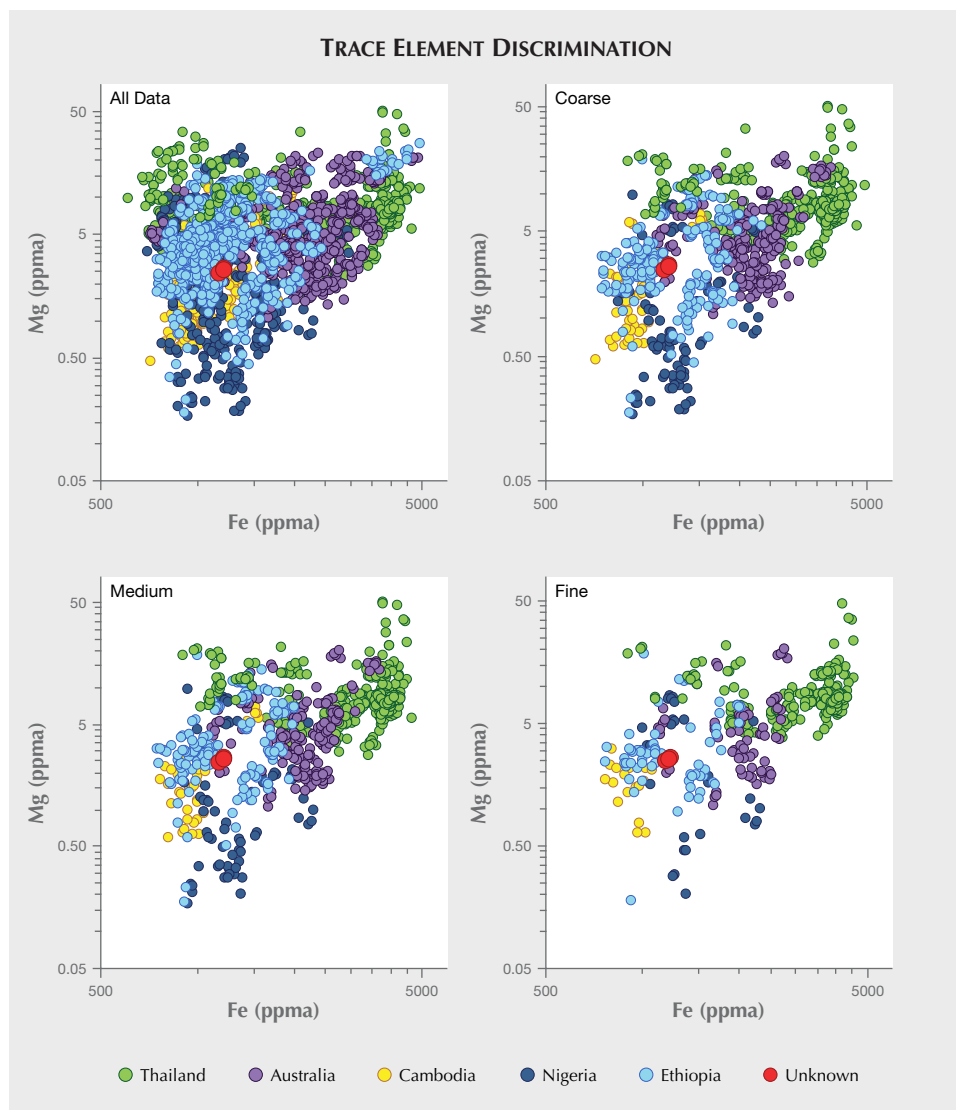 TRACE ELEMENT DISCRIMINATION
All Data
50
5
0.50
0.05
500
5000
Mg (ppma)
Fe (ppma)
Coarse
50
5
0.50
0.05
500
5000
Mg (ppma)
Fe (ppma)
Medium
50
5
0.50
0.05
500
5000
Mg (ppma)
Fe (ppma)
Fine
50
5
0.50
0.05
500
5000
Mg (ppma)
Fe (ppma)
Thailand Australia Cambodia Nigeria Ethiopia Unknown